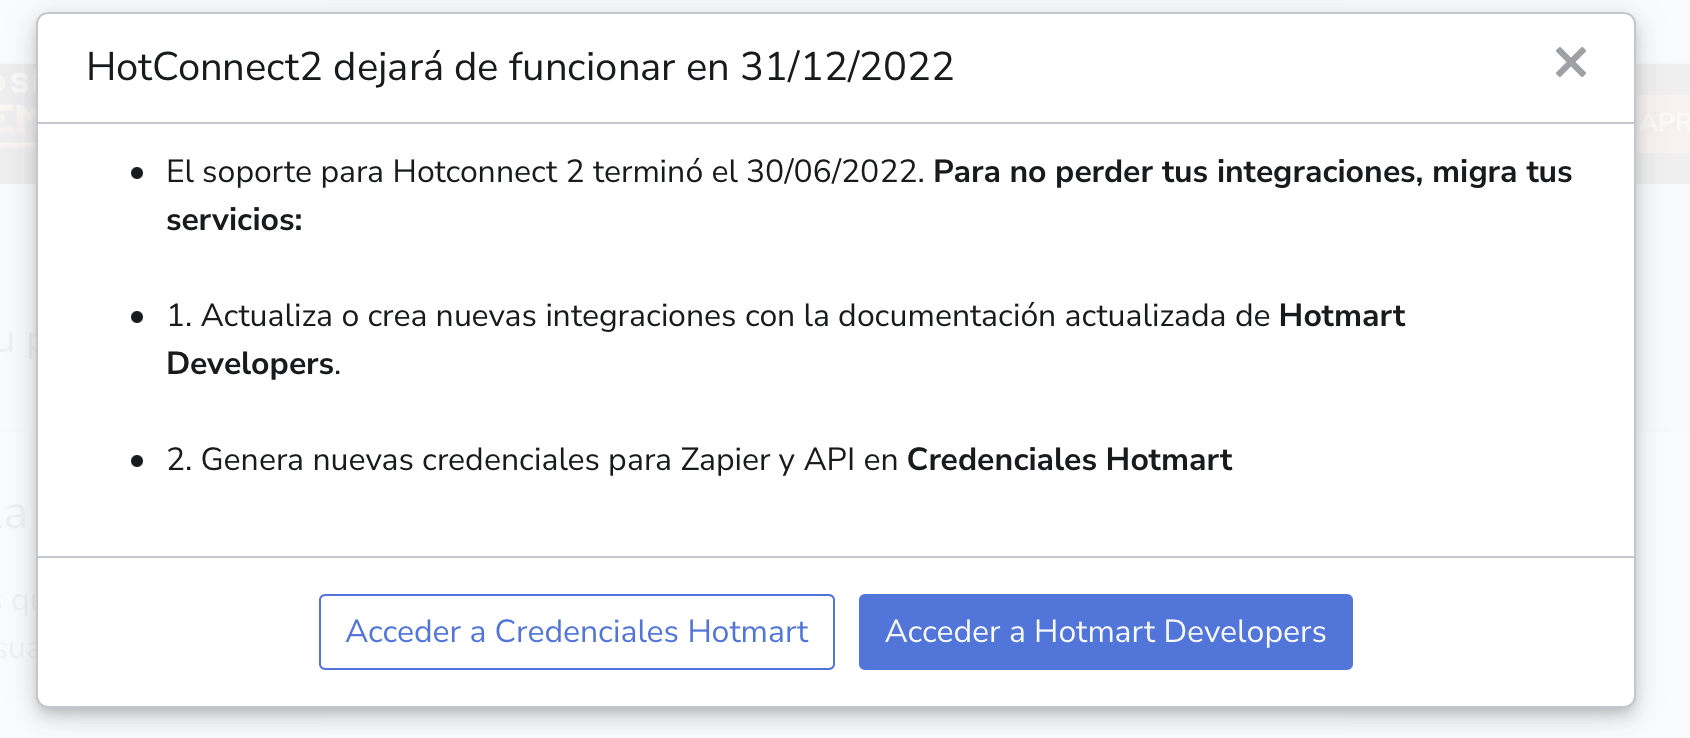 HotConnect2 dejará de funcionar en 31/12/2022
El soporte para Hotconnect 2 terminó el 30/06/2022. Para no perder tus integraciones, migra tus
servicios:
1. Actualiza o crea nuevas integraciones con la documentación actualizada de Hotmart
Developers.
2. Genera nuevas credenciales para Zapier y API en Credenciales Hotmart
Acceder a Credenciales Hotmart
Acceder a Hotmart Developers